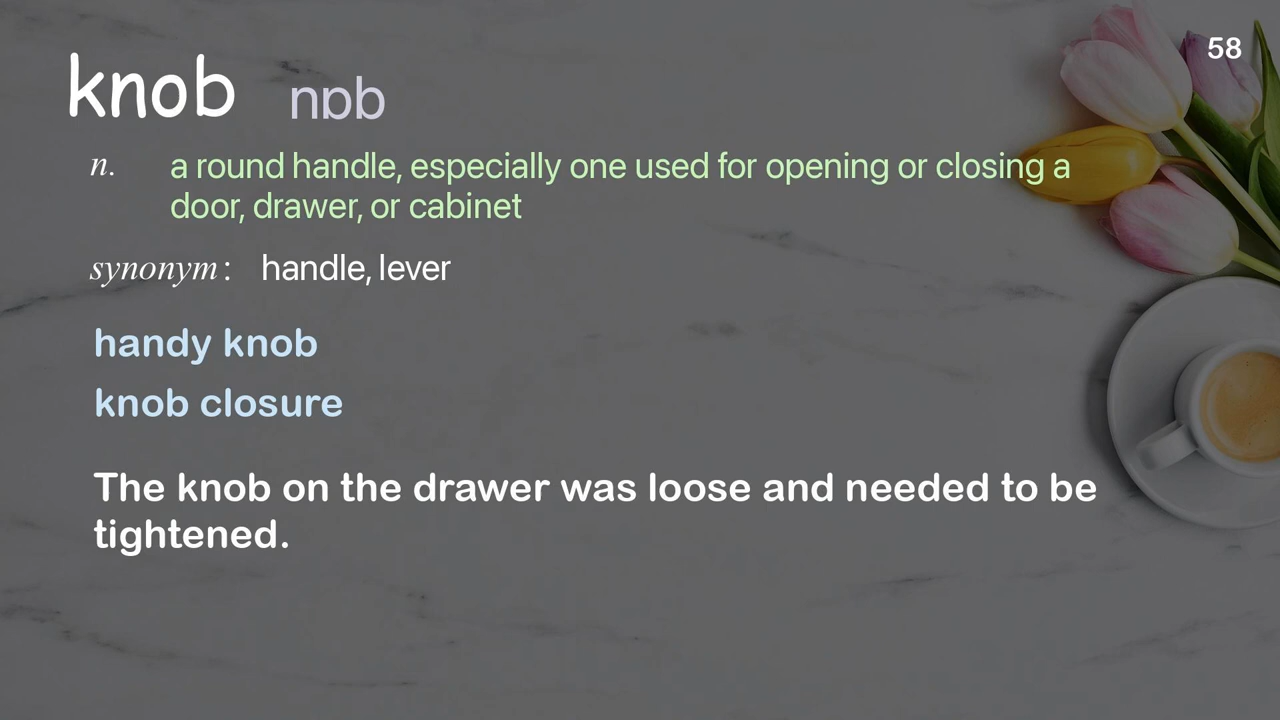 58
knob nɒb
n. a round handle, especially one used for opening or closing a
door, drawer, or cabinet
synonym: handle, lever
handy knob
knob closure
The knob on the drawer was loose and needed to be
tightened.